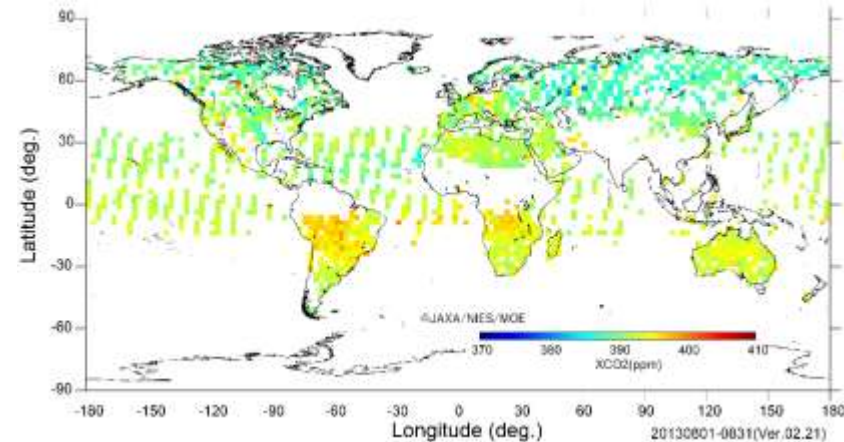 90
60
30
0
-30
-60
-90
Latitude (deg.)
©JAXA/NIES/MOE
370 380 390 400 410
XCO2(ppm)
-180 -150 -120 -90 -60 -30 0 30 60 90 120 150 180
Longitude (deg.)
20130801-0831(Ver.02.21)